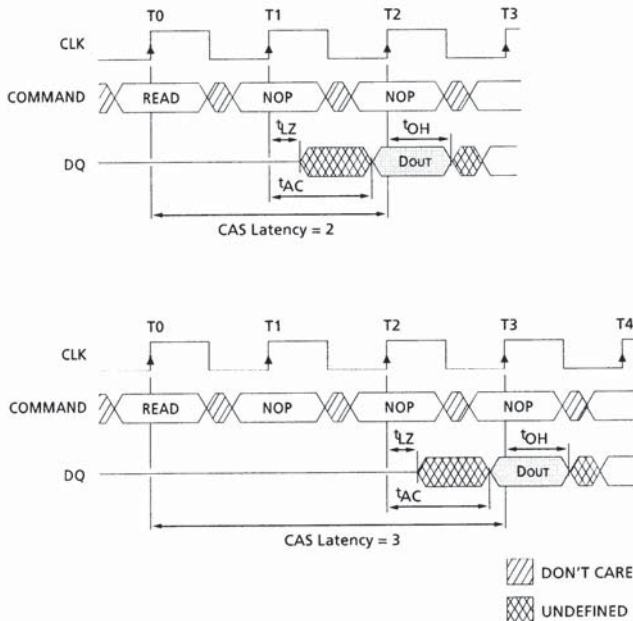 T0 T1 T2 T3
CLK
COMMAND READ NOP NOP
tLZ tOH
DQ DOUT
tAC
CAS Latency = 2
T0 T1 T2 T3 T4
CLK
COMMAND READ NOP NOP NOP
tLZ tOH
DQ DOUT
tAC
CAS Latency = 3
DON'T CARE
UNDEFINED